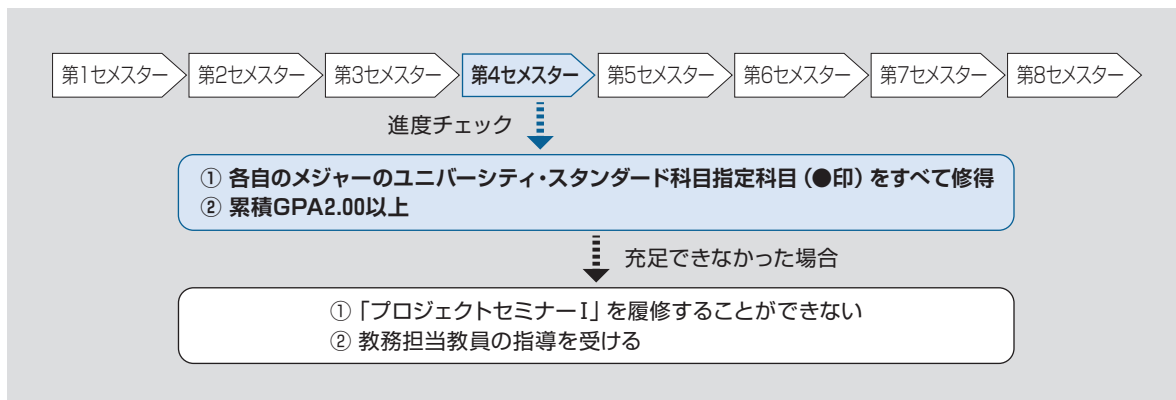 第1セメスター 第2セメスター 第3セメスター 第4セメスター 第5セメスター 第6セメスター 第7セメスター 第8セメスター
進度チェック
① 各自のメジャーのユニバーシティ・スタンダード科目指定科目(●印)をすべて修得
② 累積GPA2.00以上
充足できなかった場合
①「プロジェクトセミナーⅠ」を履修することができない
② 教務担当教員の指導を受ける